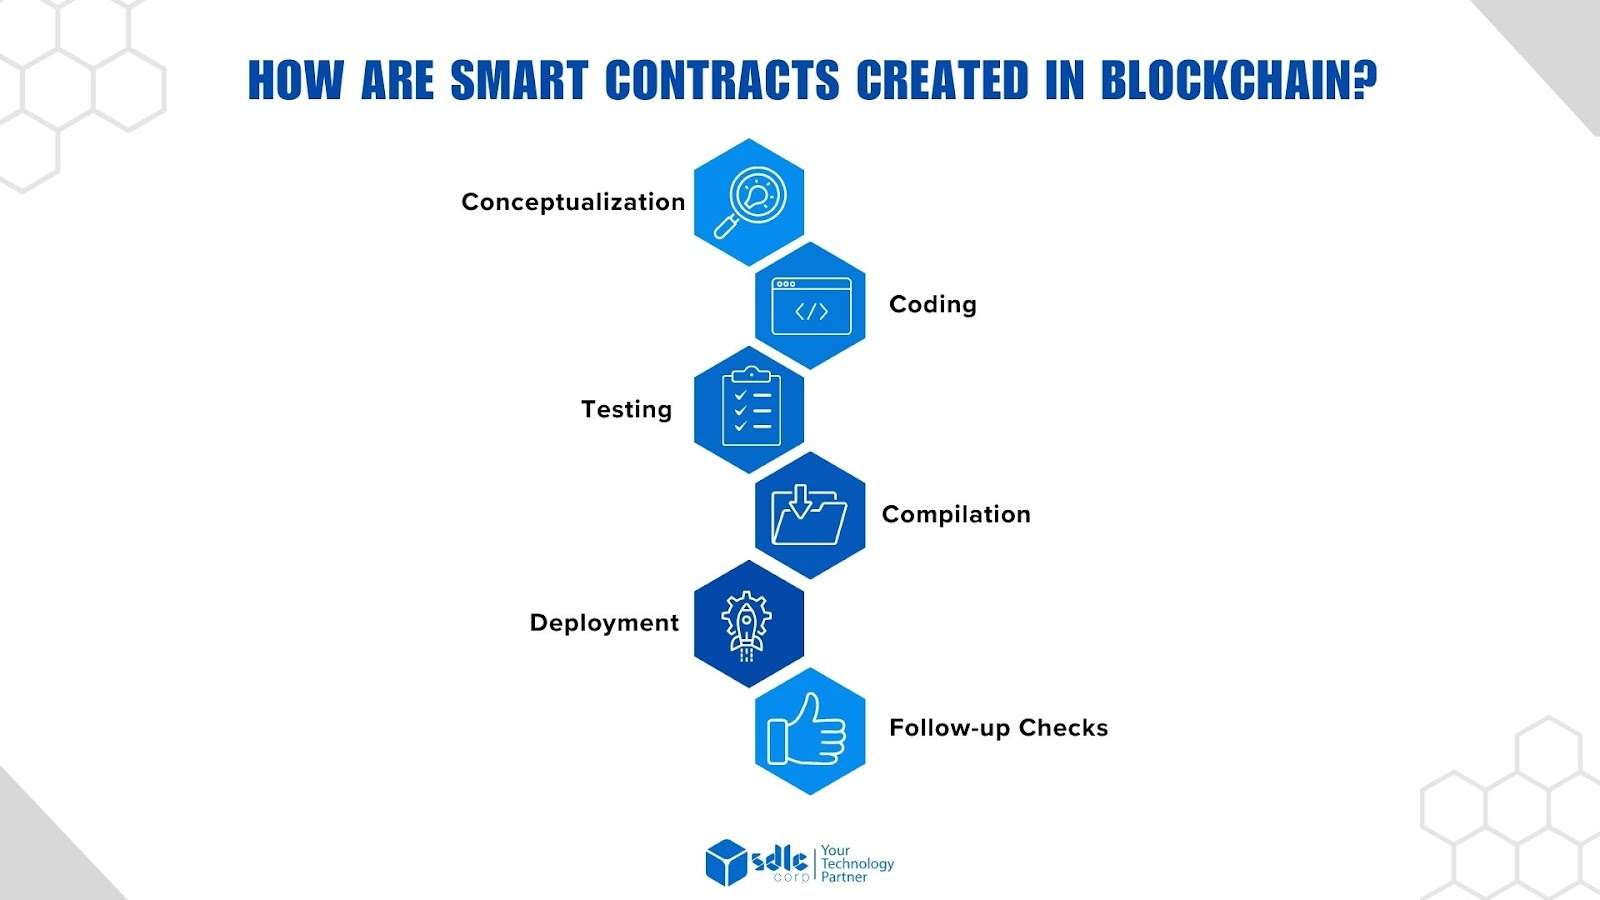 HOW ARE SMART CONTRACTS CREATED IN BLOCKCHAIN?
Conceptualization
</>
Coding
Testing
Compilation
Deployment
Follow-up Checks
sdlc
corp
Your
Technology
Partner